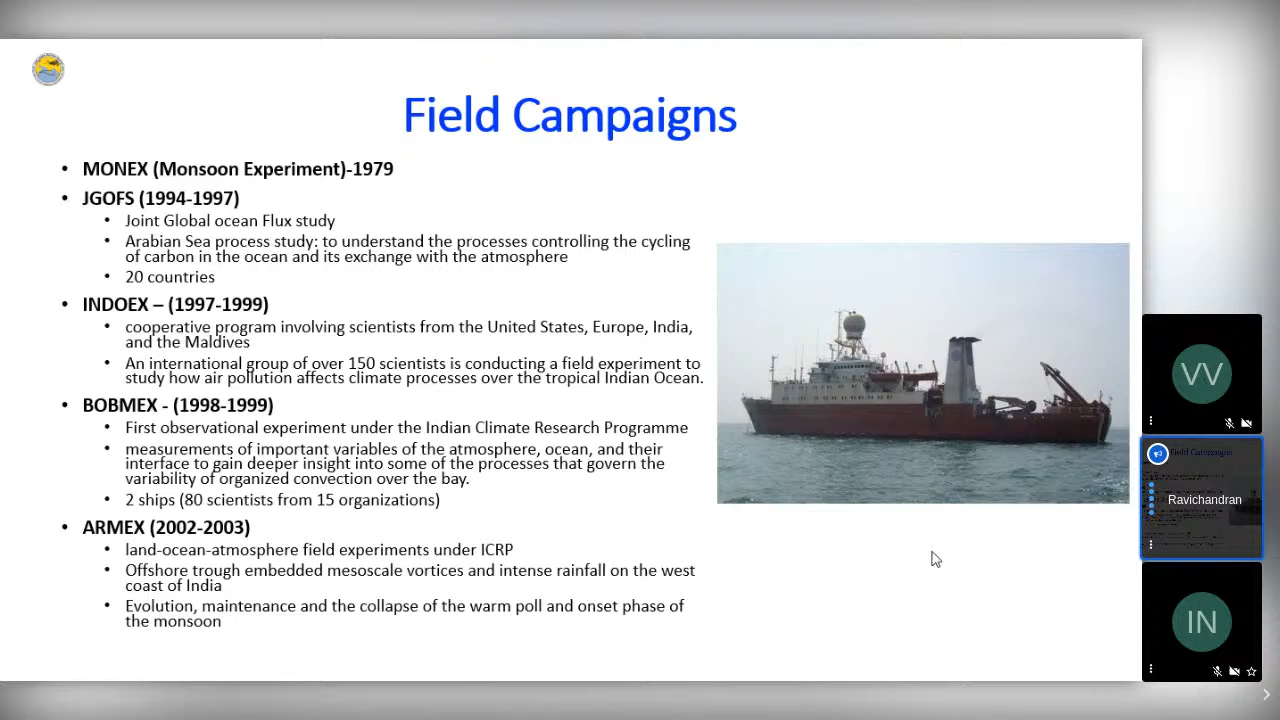 Field Campaigns
• MONEX (Monsoon Experiment)-1979
• JGOFS (1994-1997)
• Joint Global ocean Flux study
• Arabian Sea process study: to understand the processes controlling the cycling
of carbon in the ocean and its exchange with the atmosphere
• 20 countries
• INDOEX – (1997-1999)
• cooperative program involving scientists from the United States, Europe, India,
and the Maldives
• An international group of over 150 scientists is conducting a field experiment to
study how air pollution affects climate processes over the tropical Indian Ocean.
• BOBMEX - (1998-1999)
• First observational experiment under the Indian Climate Research Programme
• measurements of important variables of the atmosphere, ocean, and their
interface to gain deeper insight into some of the processes that govern the
variability of organized convection over the bay.
• 2 ships (80 scientists from 15 organizations)
• ARMEX (2002-2003)
• land-ocean-atmosphere field experiments under ICRP
• Offshore trough embedded mesoscale vortices and intense rainfall on the west
coast of India
• Evolution, maintenance and the collapse of the warm poll and onset phase of
the monsoon
VV
Field Campaigns
Ravichandran
IN